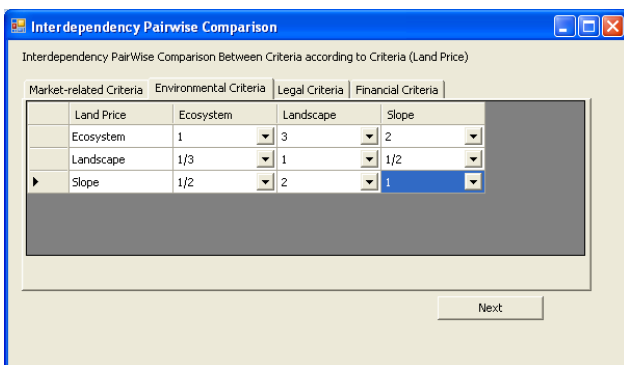 Interdependency Pairwise Comparison
Interdependency PairWise Comparison Between Criteria according to Criteria (Land Price)
Market-related Criteria Environmental Criteria Legal Criteria Financial Criteria
Land Price Ecosystem Landscape Slope
Ecosystem 1 3 2
Landscape 1/3 1 1/2
Slope 1/2 2 1
Next